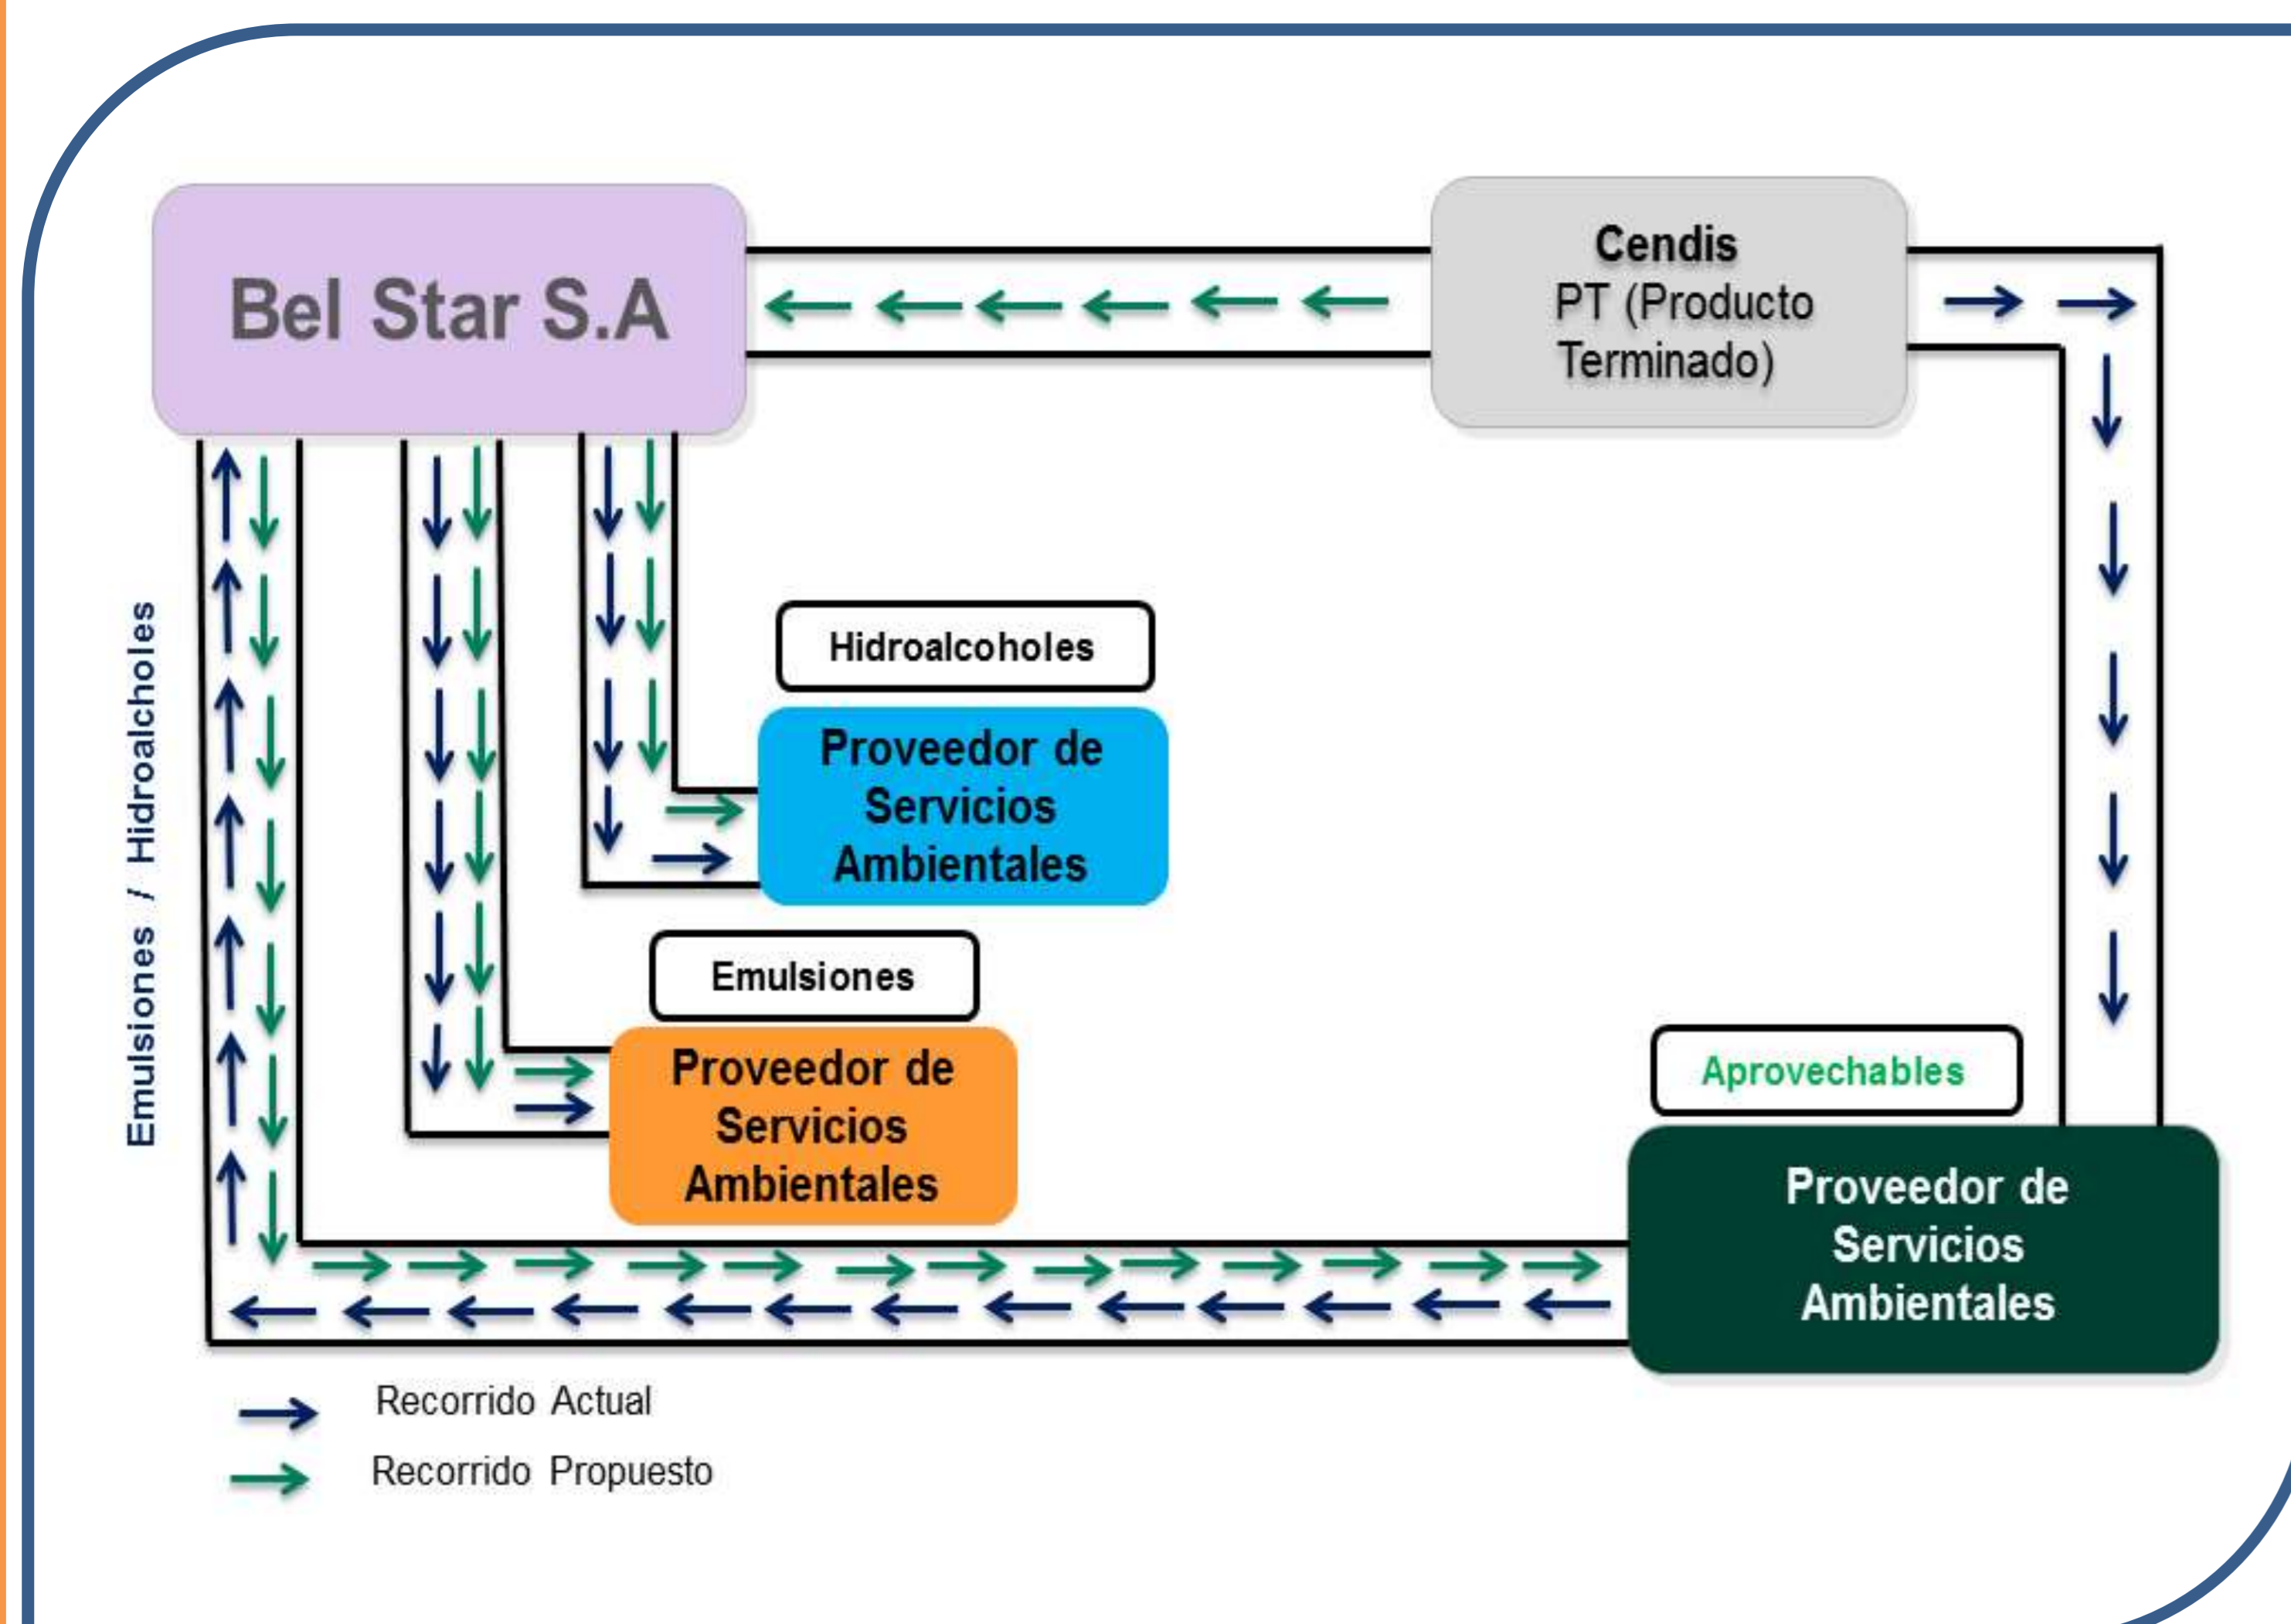 Bel Star S.A
Cendis
PT (Producto
Terminado)
Emulsiones / Hidroalcholes
Hidroalcoholes
Proveedor de
Servicios
Ambientales
Emulsiones
Proveedor de
Servicios
Ambientales
Aprovechables
Proveedor de
Servicios
Ambientales
Recorrido Actual
Recorrido Propuesto